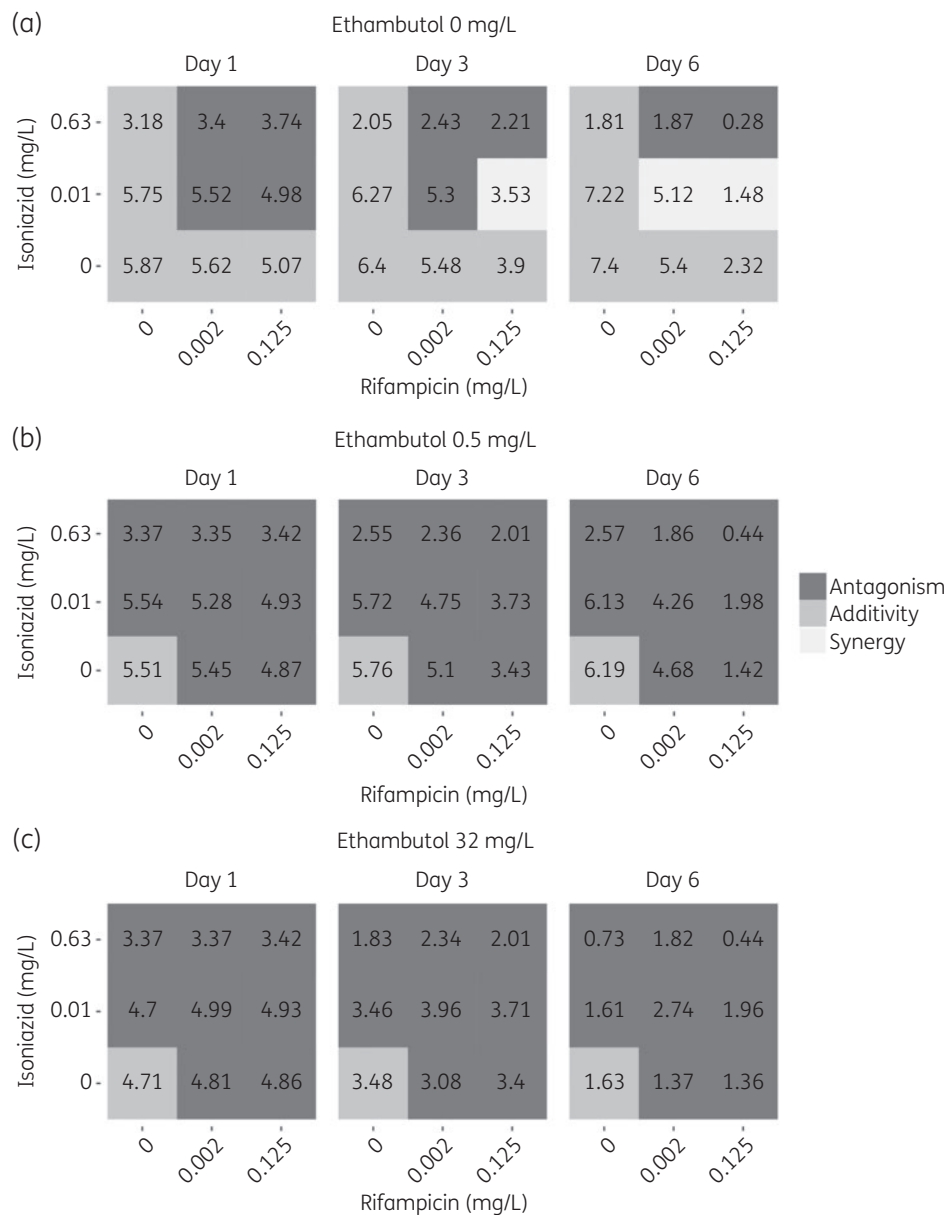 (a)
Ethambutol 0 mg/L
Day 1 Day 3 Day 6
Isoniazid (mg/L)
0.63 3.18 3.4 3.74 2.05 2.43 2.21 1.81 1.87 0.28
0.01 5.75 5.52 4.98 6.27 5.3 3.53 7.22 5.12 1.48
0 5.87 5.62 5.07 6.4 5.48 3.9 7.4 5.4 2.32
0 0.002 0.125 0 0.002 0.125 0 0.002 0.125
Rifampicin (mg/L)
(b)
Ethambutol 0.5 mg/L
Day 1 Day 3 Day 6
Isoniazid (mg/L)
0.63 3.37 3.35 3.42 2.55 2.36 2.01 2.57 1.86 0.44
0.01 5.54 5.28 4.93 5.72 4.75 3.73 6.13 4.26 1.98
0 5.51 5.45 4.87 5.76 5.1 3.43 6.19 4.68 1.42
0 0.002 0.125 0 0.002 0.125 0 0.002 0.125
Rifampicin (mg/L)
Antagonism
Additivity
Synergy
(c)
Ethambutol 32 mg/L
Day 1 Day 3 Day 6
Isoniazid (mg/L)
0.63 3.37 3.37 3.42 1.83 2.34 2.01 0.73 1.82 0.44
0.01 4.7 4.99 4.93 3.46 3.96 3.71 1.61 2.74 1.96
0 4.71 4.81 4.86 3.48 3.08 3.4 1.63 1.37 1.36
0 0.002 0.125 0 0.002 0.125 0 0.002 0.125
Rifampicin (mg/L)